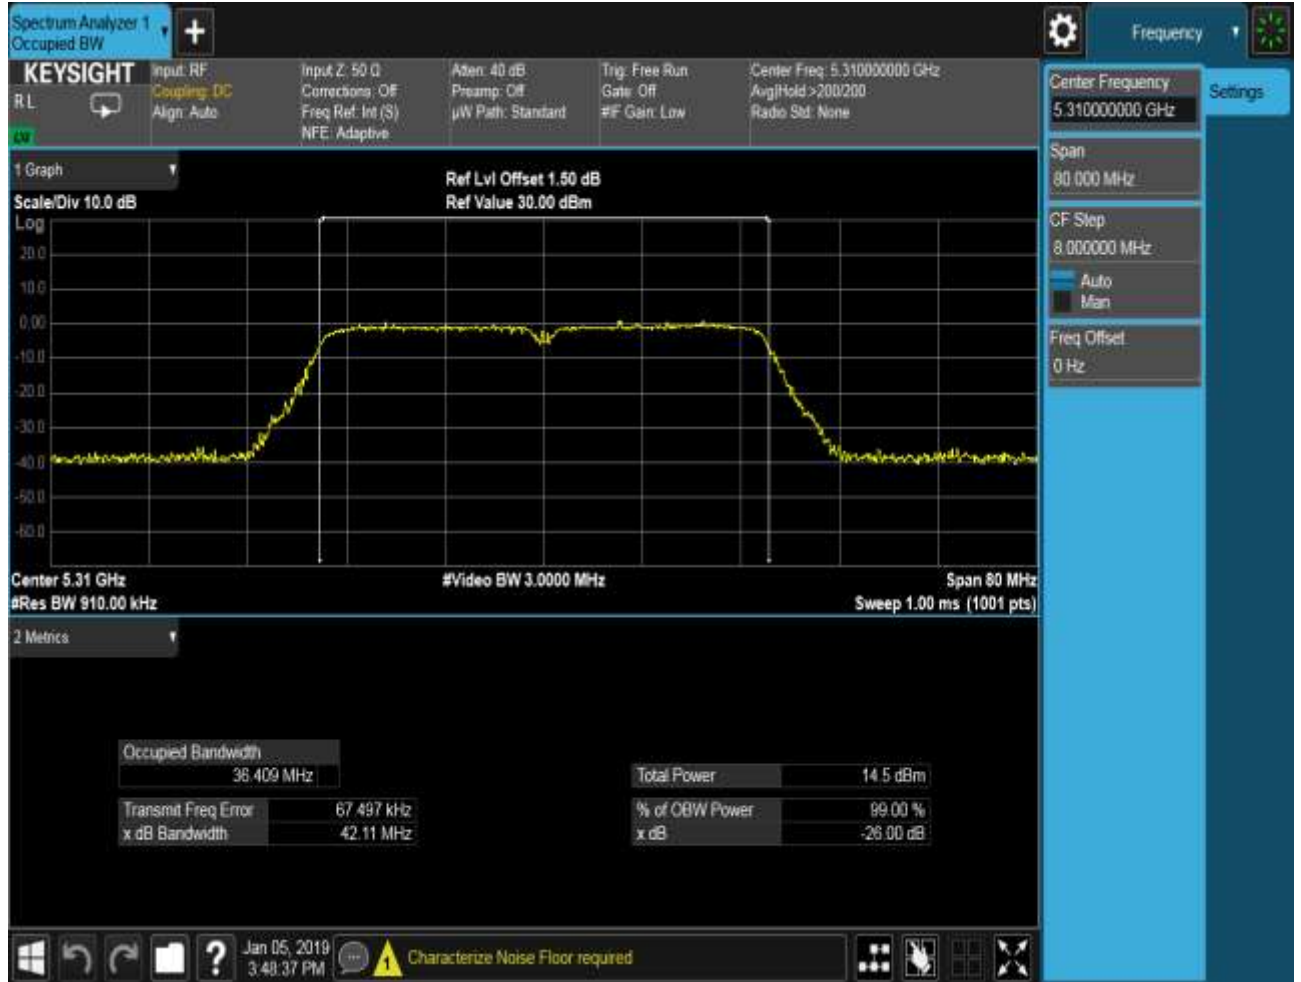 Spectrum Analyzer 1
Occupied BW
+
Frequency
KEYSIGHT
R L
Input: RF
Coupling: DC
Align: Auto
Input Z: 50 Ω
Corrections: Off
Freq Ref: Int (S)
NFE: Adaptive
Atten: 40 dB
Preamp: Off
µW Path: Standard
Trig: Free Run
Gate: Off
#IF Gain: Low
Center Freq: 5.310000000 GHz
Avg|Hold:>200/200
Radio Std: None
Center Frequency
5.310000000 GHz
Settings
Span
80.000 MHz
CF Step
8.000000 MHz
Auto
Man
Freq Offset
0 Hz
1 Graph
Scale/Div 10.0 dB
Ref Lvl Offset 1.50 dB
Ref Value 30.00 dBm
Log
20.0
10.0
0.00
-10.0
-20.0
-30.0
-40.0
-50.0
-60.0
Center 5.31 GHz
#Video BW 3.0000 MHz
Span 80 MHz
#Res BW 910.00 kHz
Sweep 1.00 ms (1001 pts)
2 Metrics
Occupied Bandwidth
36.409 MHz
Transmit Freq Error 67.497 kHz
x dB Bandwidth 42.11 MHz
Total Power 14.5 dBm
% of OBW Power 99.00 %
x dB -26.00 dB
?
Jan 05, 2019
3:48:37 PM
1
Characterize Noise Floor required